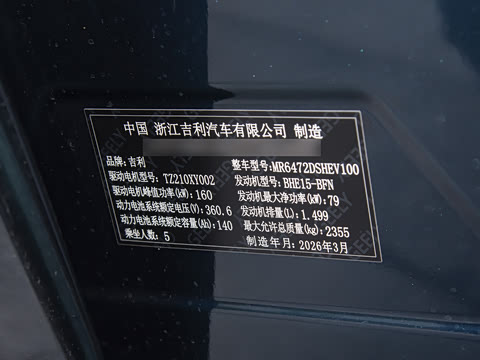 中国 浙江吉利汽车有限公司 制造
品牌:吉利 整车型号:MR6472DSHEV100
驱动电机型号:TZ210XY002 发动机型号:BHE15-BFN
驱动电机峰值功率(kW):160 发动机最大净功率(kW):79
动力电池系统额定电压(V):360.6 发动机排量(L):1.499
动力电池系统额定容量(Ah):140 最大允许总质量(kg):2355
乘坐人数:5 制造年月:2026年3月